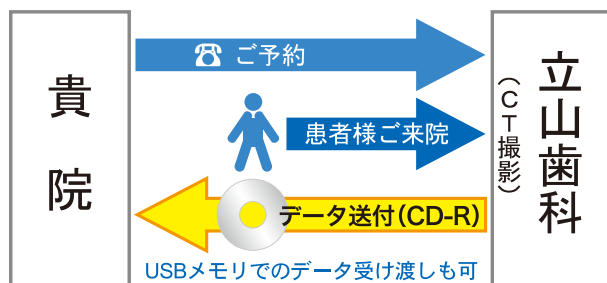 貴院
☎ ご予約
患者様ご来院
データ送付(CD-R)
USBメモリでのデータ受け渡しも可
立山歯科
(CT撮影)